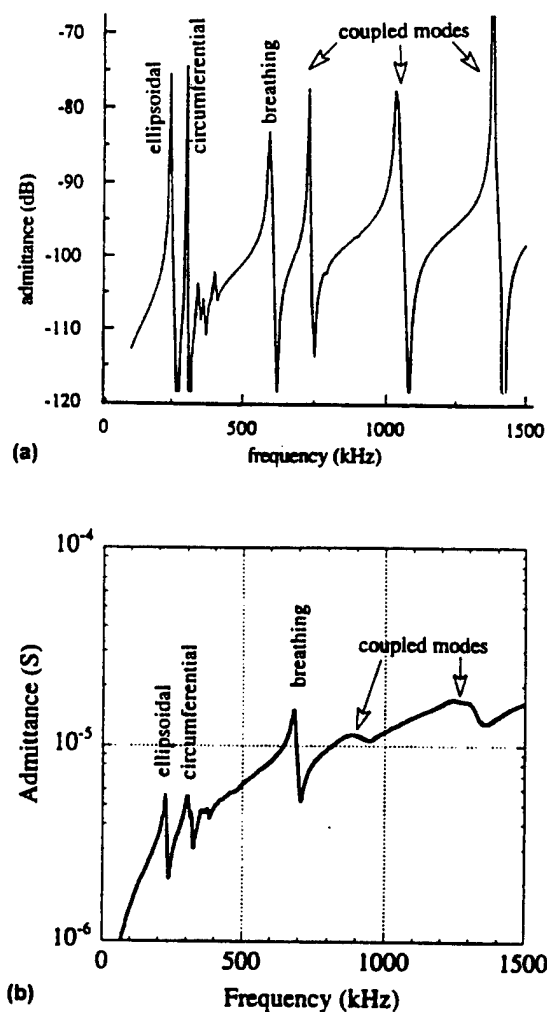 -70
-80
-90
-100
-110
-120
admittance (dB)
ellipsoidal
circumferential
breathing
coupled modes
0
500
1000
1500
frequency (kHz)
(a)
10-4
10-5
10-6
Admittance (S)
ellipsoidal
circumferential
breathing
coupled modes
0
500
1000
1500
Frequency (kHz)
(b)